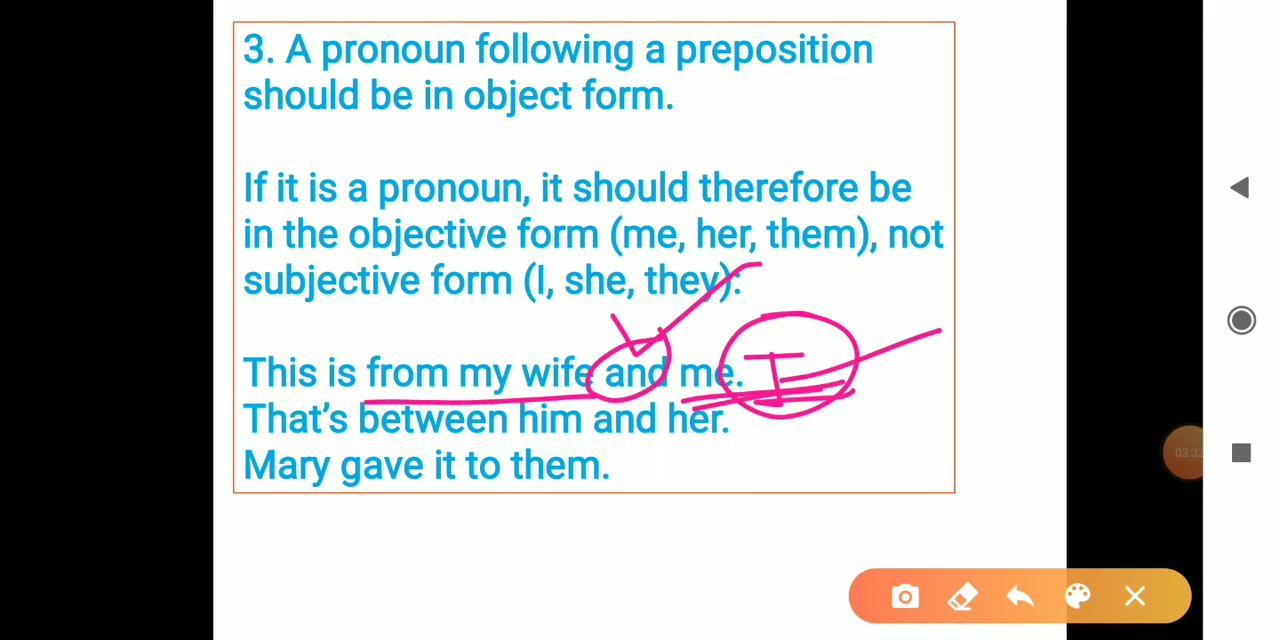 3. A pronoun following a preposition
should be in object form.
If it is a pronoun, it should therefore be
in the objective form (me, her, them), not
subjective form (I, she, they):
This is from my wife and me. I
That’s between him and her.
Mary gave it to them.
03:32